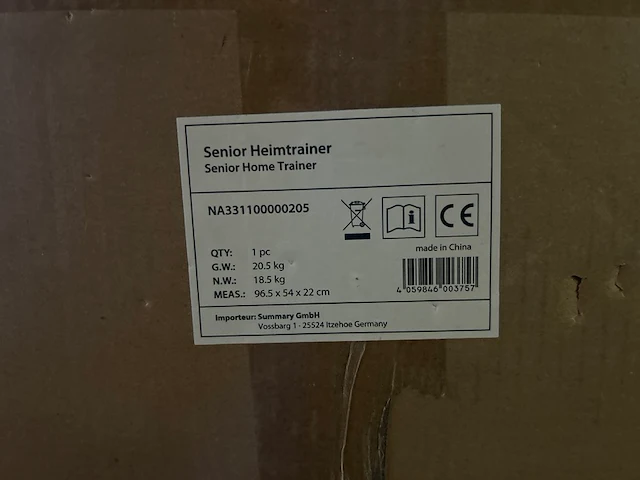 Senior Heimtrainer
Senior Home Trainer
NA331100000205
i
CE
made in China
QTY: 1 pc
G.W.: 20.5 kg
N.W.: 18.5 kg
MEAS.: 96.5 x 54 x 22 cm
4 059846 003757
Importeur: Summary GmbH
Vossbarg 1 · 25524 Itzehoe Germany